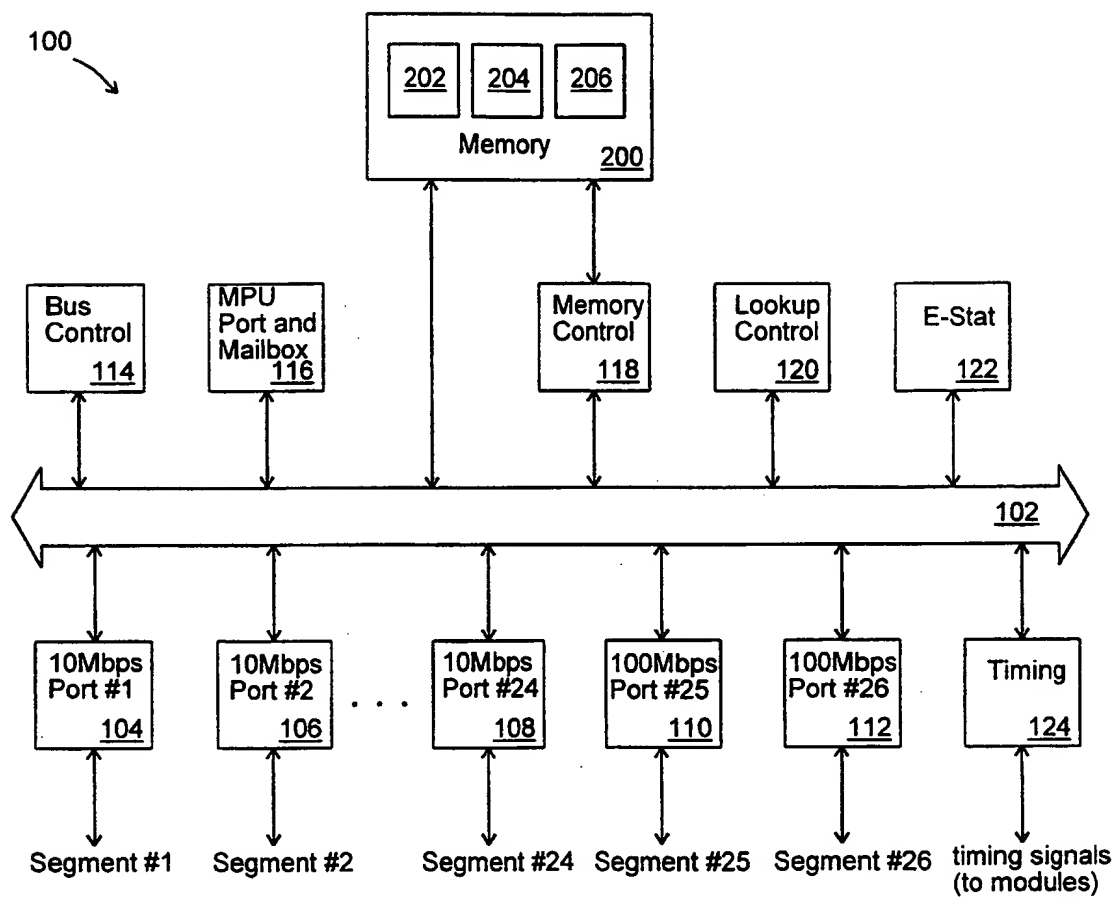 100
202 204 206
Memory
200
Bus
Control
114
MPU
Port and
Mailbox
116
Memory
Control
118
Lookup
Control
120
E-Stat
122
102
10Mbps
Port #1
104
10Mbps
Port #2
106
. . . .
10Mbps
Port #24
108
100Mbps
Port #25
110
100Mbps
Port #26
112
Timing
124
Segment #1
Segment #2
Segment #24
Segment #25
Segment #26
timing signals
(to modules)